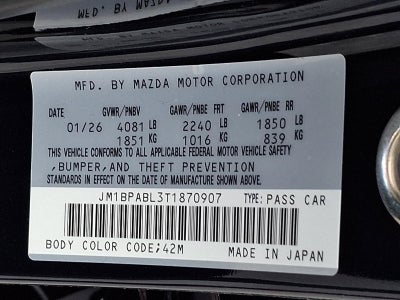 MFD. BY MAZDA MOTOR CORPORATION
DATE GVWR/PNBV GAWR/PNBE FRT GAWR/PNBE RR
01/26 4081 LB 2240 LB 1850 LB
1851 KG 1016 KG 839 KG
THIS VEHICLE CONFORMS TO ALL APPLICABLE FEDERAL MOTOR VEHICLE SAFETY
,BUMPER,AND THEFT PREVENTION
STANDARDS IN EFFECT ON THE DATE OF MANUFACTURE SHOWN ABOVE.
JM1BPABL3T1870907 TYPE: PASS CAR
BODY COLOR CODE;42M MADE IN JAPAN